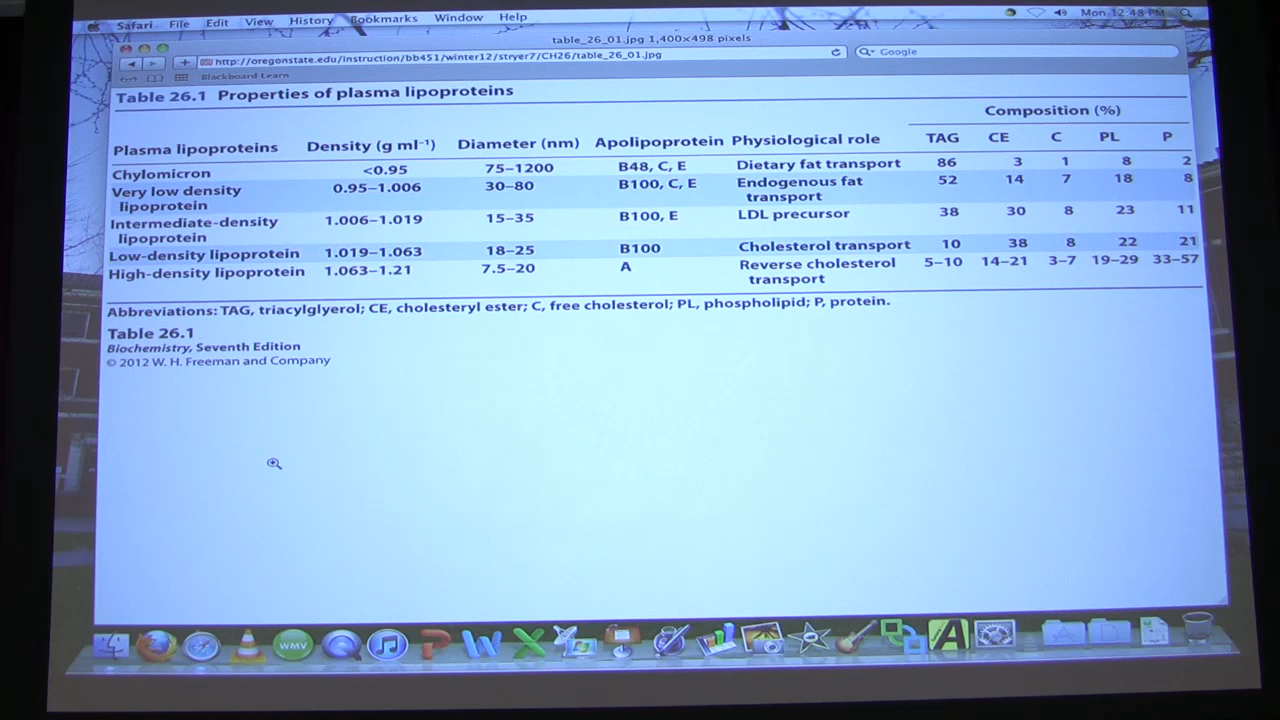 Safari File Edit View History Bookmarks Window Help Mon 12:48 PM
table_26_01.jpg 1,400×498 pixels
http://oregonstate.edu/instruction/bb451/winter12/stryer7/CH26/table_26_01.jpg Google
Blackboard Learn
Table 26.1 Properties of plasma lipoproteins
Composition (%)
Plasma lipoproteins Density (g ml⁻¹) Diameter (nm) Apolipoprotein Physiological role TAG CE C PL P
Chylomicron <0.95 75–1200 B48, C, E Dietary fat transport 86 3 1 8 2
Very low density 0.95–1.006 30–80 B100, C, E Endogenous fat 52 14 7 18 8
lipoprotein transport
Intermediate-density 1.006–1.019 15–35 B100, E LDL precursor 38 30 8 23 11
lipoprotein
Low-density lipoprotein 1.019–1.063 18–25 B100 Cholesterol transport 10 38 8 22 21
High-density lipoprotein 1.063–1.21 7.5–20 A Reverse cholesterol 5–10 14–21 3–7 19–29 33–57
transport
Abbreviations: TAG, triacylglyerol; CE, cholesteryl ester; C, free cholesterol; PL, phospholipid; P, protein.
Table 26.1
Biochemistry, Seventh Edition
© 2012 W. H. Freeman and Company
WMV